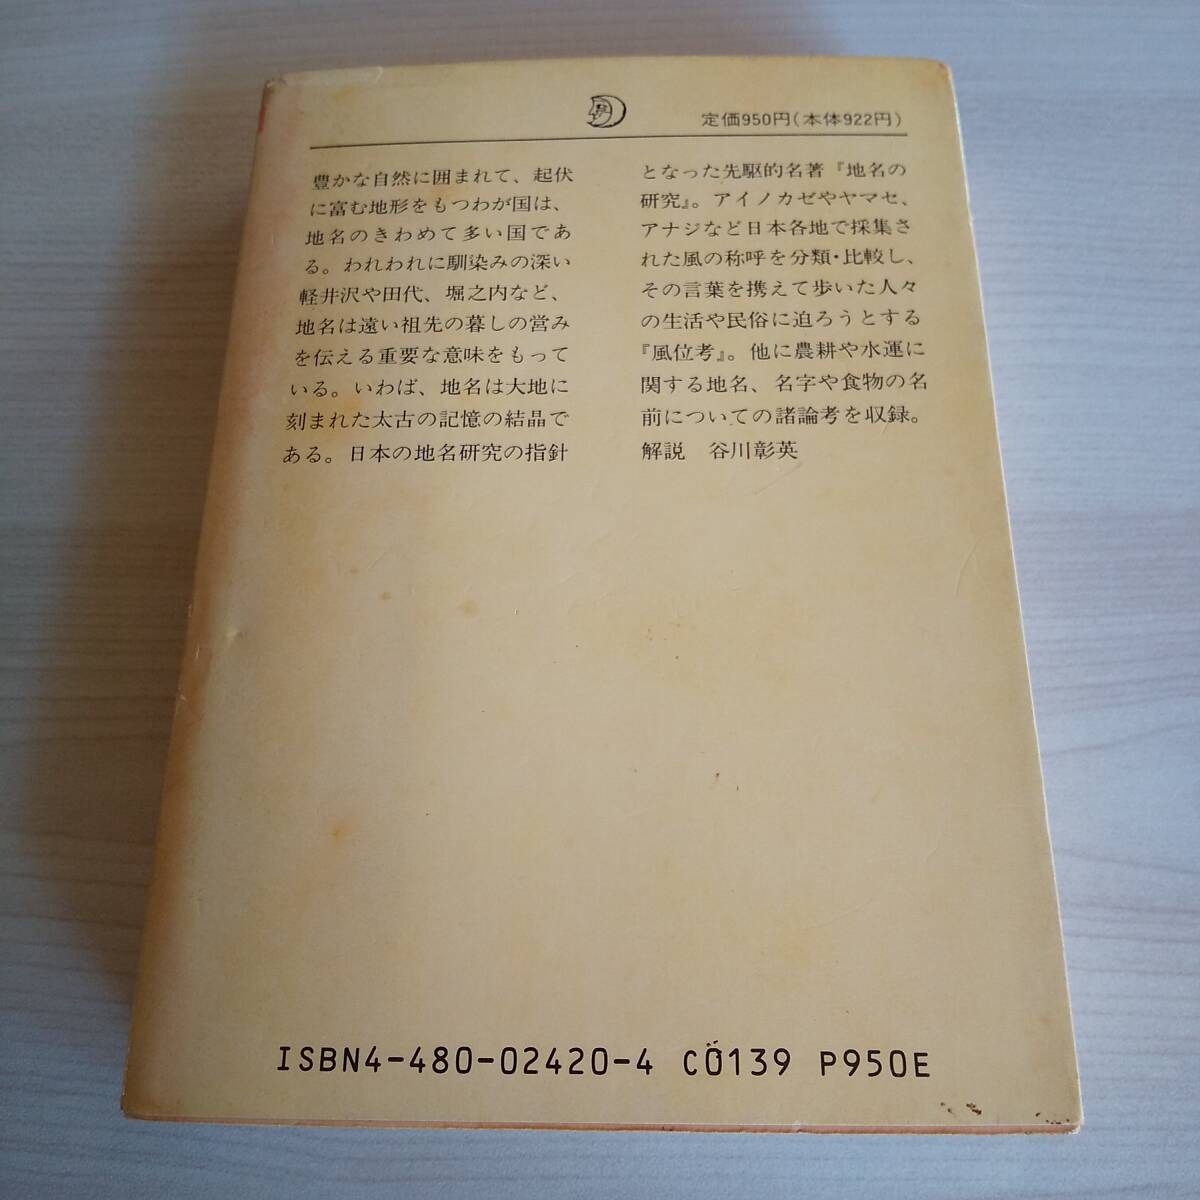 定価950円(本体922円)
豊かな自然に囲まれて、起伏
に富む地形をもつわが国は、
地名のきわめて多い国であ
る。われわれに馴染みの深い
軽井沢や田代、堀之内など、
地名は遠い祖先の暮しの営み
を伝える重要な意味をもって
いる。いわば、地名は大地に
刻まれた太古の記憶の結晶で
ある。日本の地名研究の指針
となった先駆的名著『地名の
研究』。アイノカゼやヤマセ、
アナジなど日本各地で採集さ
れた風の称呼を分類・比較し、
その言葉を携えて歩いた人々
の生活や民俗に迫ろうとする
『風位考』。他に農耕や水運に
関する地名、名字や食物の名
前についての諸論考を収録。
解説 谷川彰英
ISBN4-480-02420-4 C0139 P950E